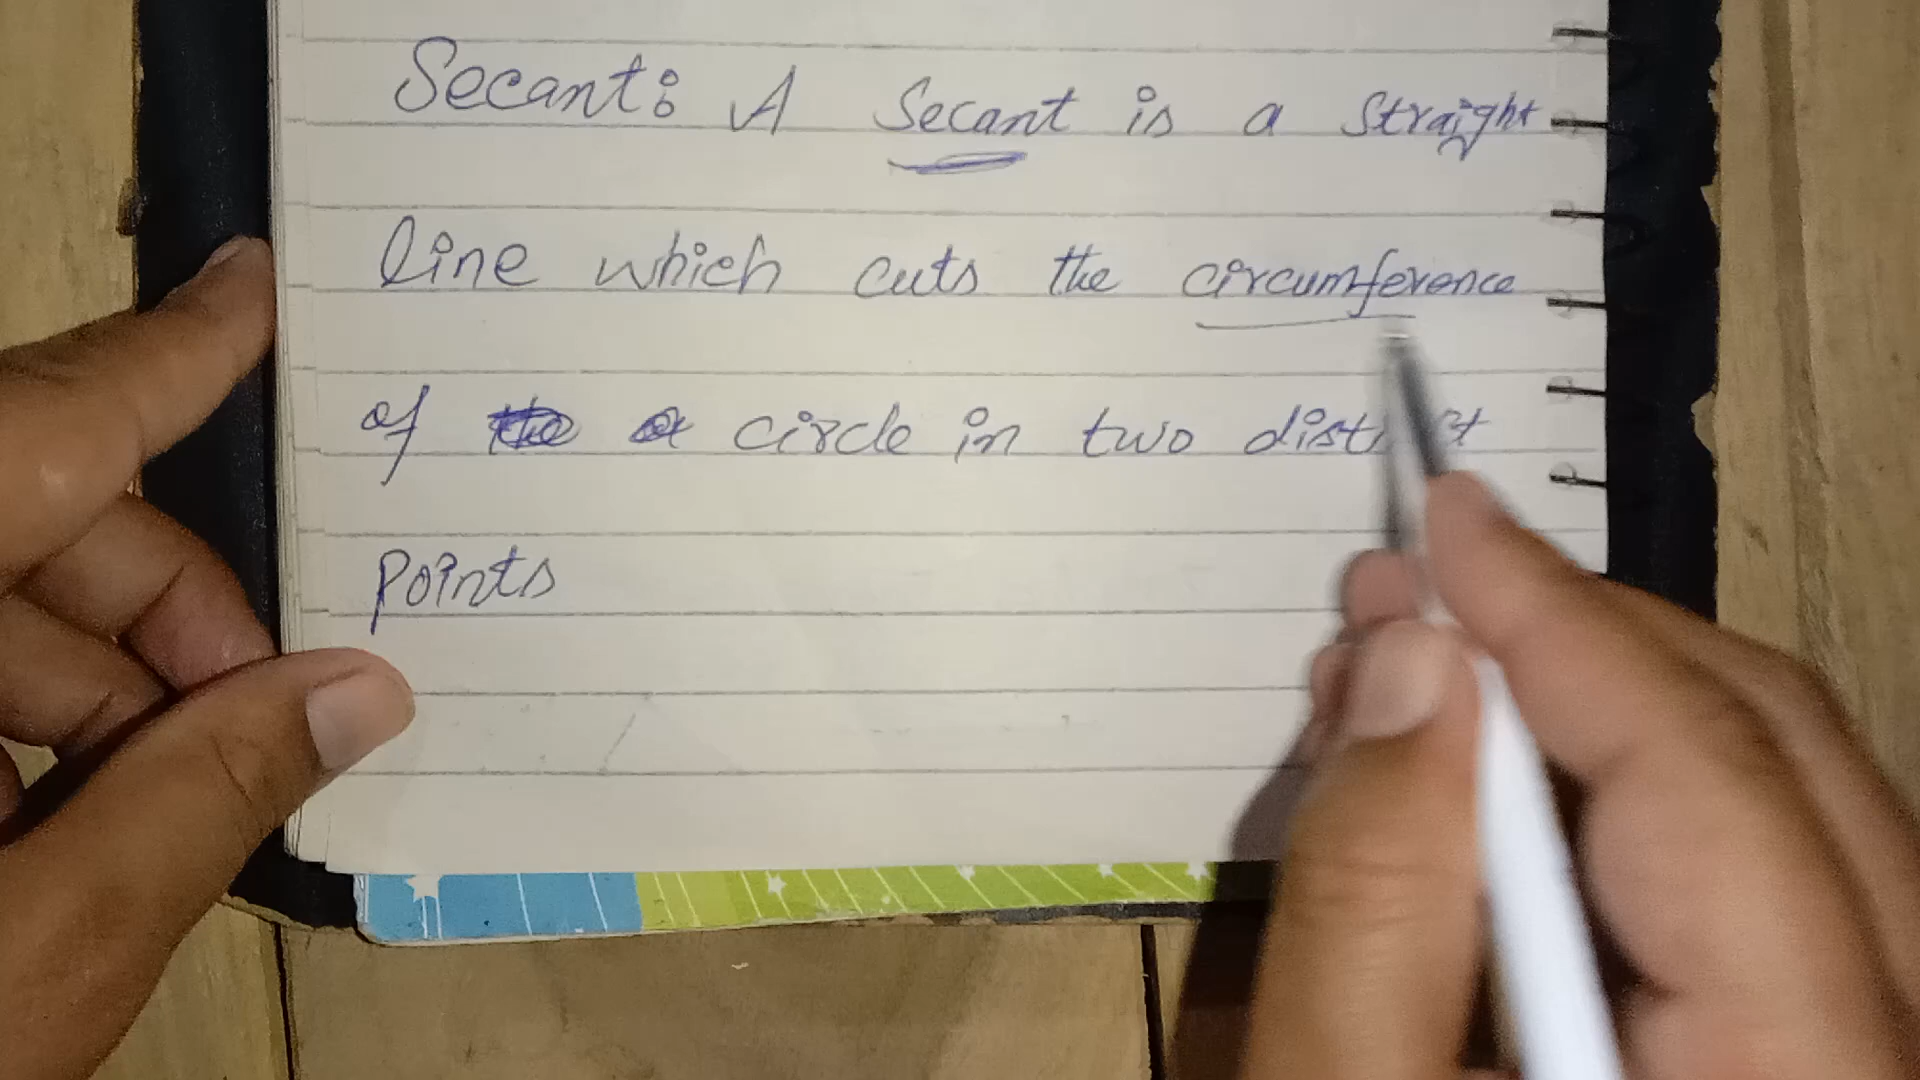 Secant: A Secant is a straight
line which cuts the circumference
of a circle in two
points